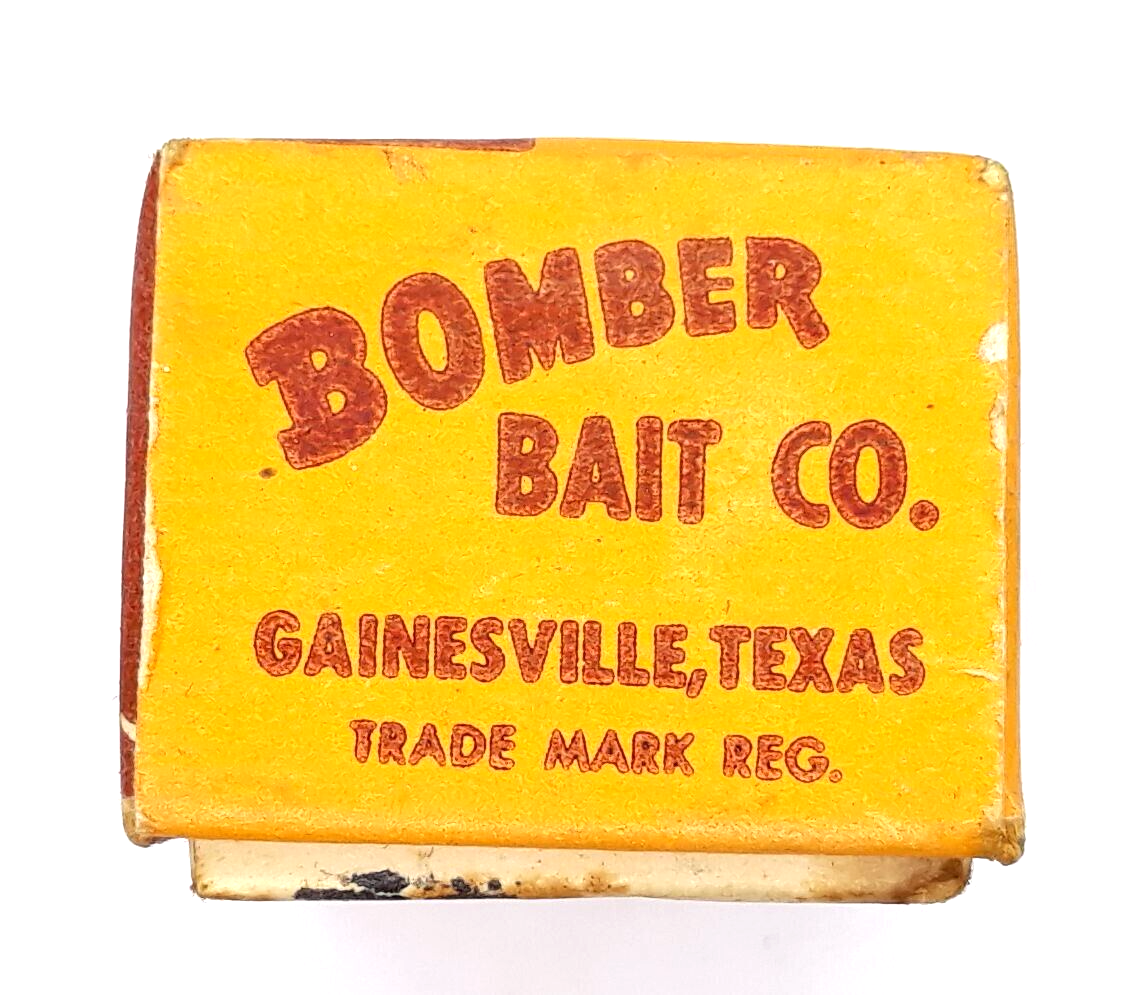 BOMBER
BAIT CO.
GAINESVILLE, TEXAS
TRADE MARK REG.